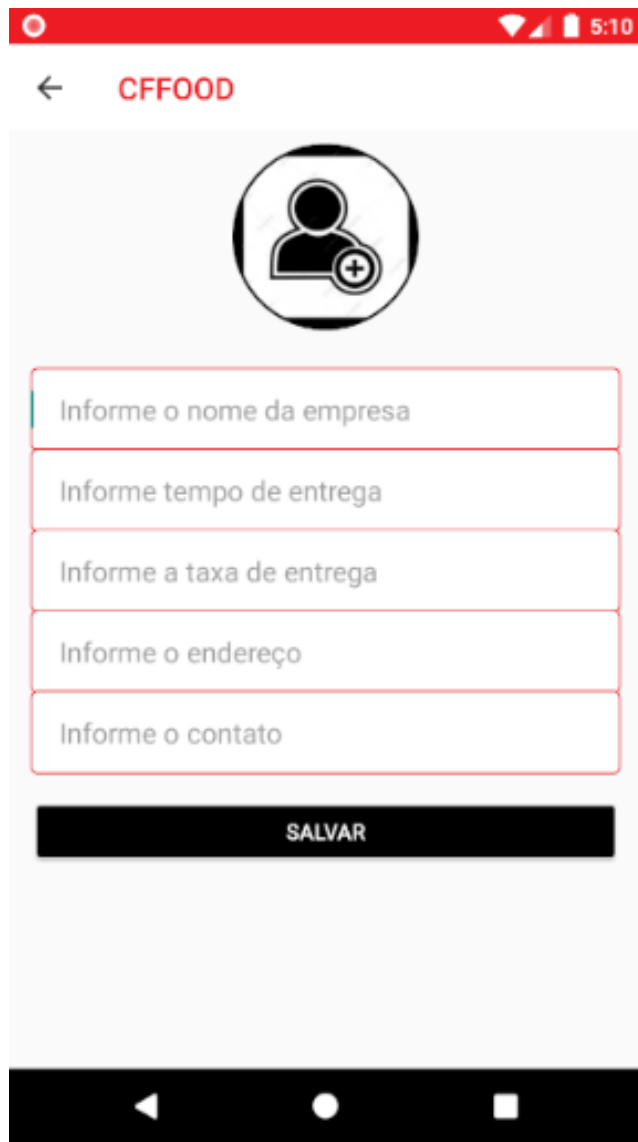 5:10
CFFOOD
Informe o nome da empresa
Informe tempo de entrega
Informe a taxa de entrega
Informe o endereço
Informe o contato
SALVAR